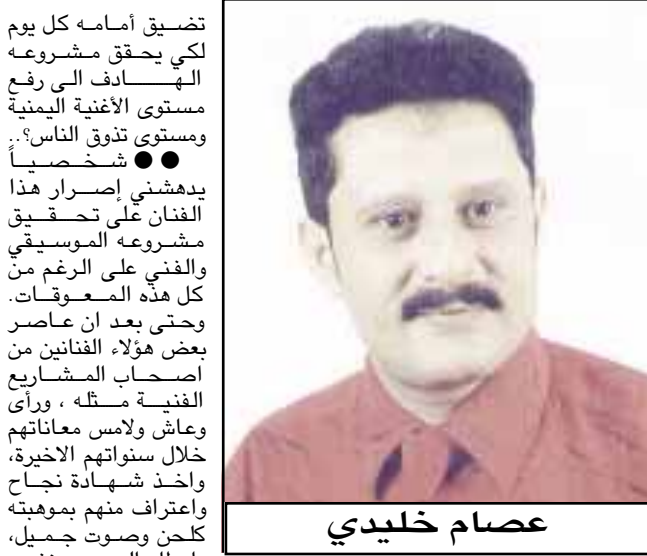 تضيق أمامه كل يوم
لكي يحقق مشروعه
الهادف الى رفع
مستوى الأغنية اليمنية
ومستوى تذوق الناس؟..
●● شخصياً
يدهشني إصرار هذا
الفنان على تحقيق
مشروعه الموسيقي
والفني على الرغم من
كل هذه المعوقات.
وحتى بعد ان عاصر
بعض هؤلاء الفنانين من
اصحاب المشاريع
الفنية مثله ، ورأى
وعاش ولامس معاناتهم
خلال سنواتهم الاخيرة،
واخذ شهادة نجاح
واعتراف منهم بموهبته
كلحن وصوت جميل،
عصام خليدي